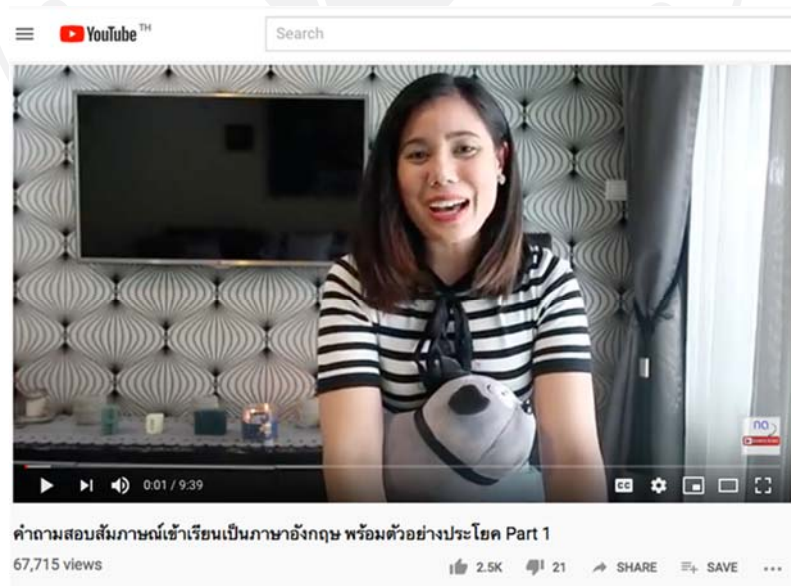 YouTube TH
Search
กด
0:01 / 9:39
CC
คำถามสอบสัมภาษณ์เข้าเรียนเป็นภาษาอังกฤษ พร้อมตัวอย่างประโยค Part 1
67,715 views
2.5K 21 SHARE SAVE